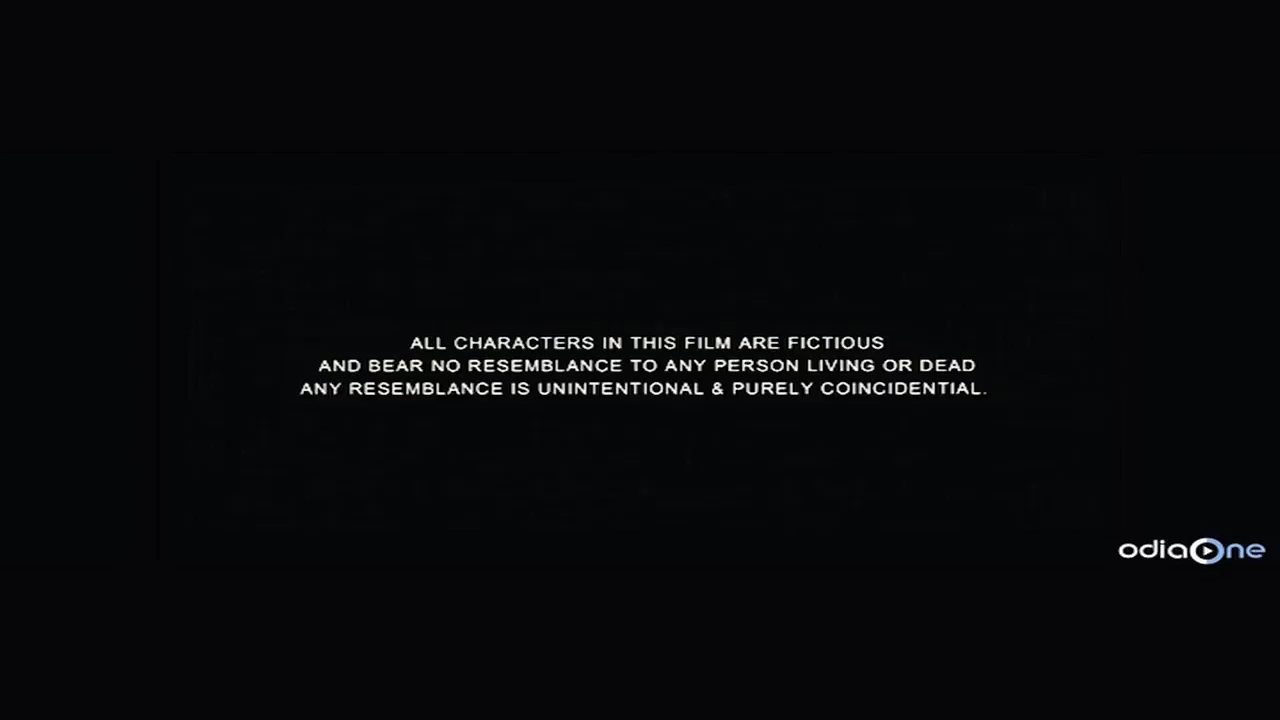 ALL CHARACTERS IN THIS FILM ARE FICTIOUS
AND BEAR NO RESEMBLANCE TO ANY PERSON LIVING OR DEAD
ANY RESEMBLANCE IS UNINTENTIONAL & PURELY COINCIDENTIAL.
odiaOne